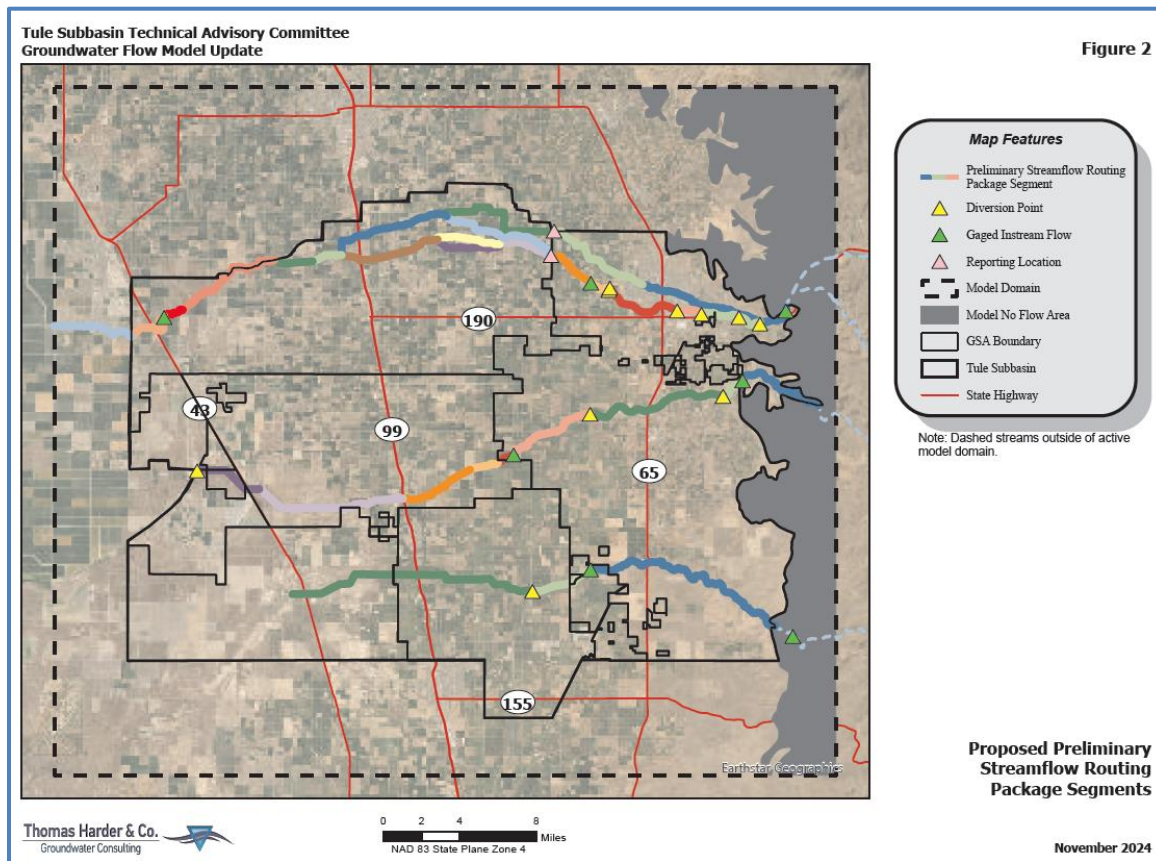 Tule Subbasin Technical Advisory Committee
Groundwater Flow Model Update
Figure 2
190
43
99
65
155
Earthstar Geographics
Map Features
Preliminary Streamflow Routing
Package Segment
Diversion Point
Gaged Instream Flow
Reporting Location
Model Domain
Model No Flow Area
GSA Boundary
Tule Subbasin
State Highway
Note: Dashed streams outside of active
model domain.
Proposed Preliminary
Streamflow Routing
Package Segments
Thomas Harder & Co.
Groundwater Consulting
0 2 4 8
Miles
NAD 83 State Plane Zone 4
November 2024